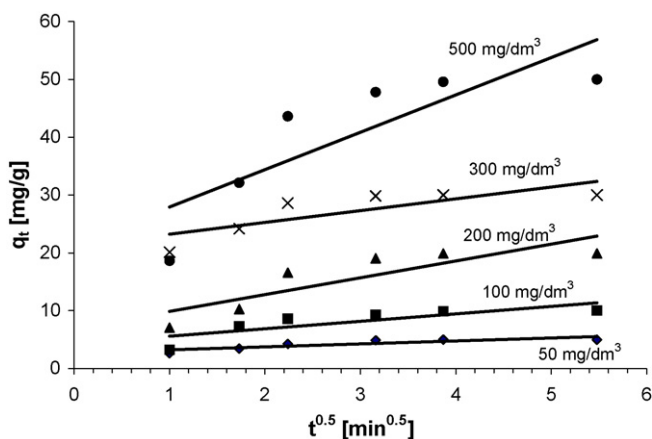 60
50
40
30
20
10
0
qt [mg/g]
500 mg/dm³
300 mg/dm³
200 mg/dm³
100 mg/dm³
50 mg/dm³
0 1 2 3 4 5 6
t⁰·⁵ [min⁰·⁵]